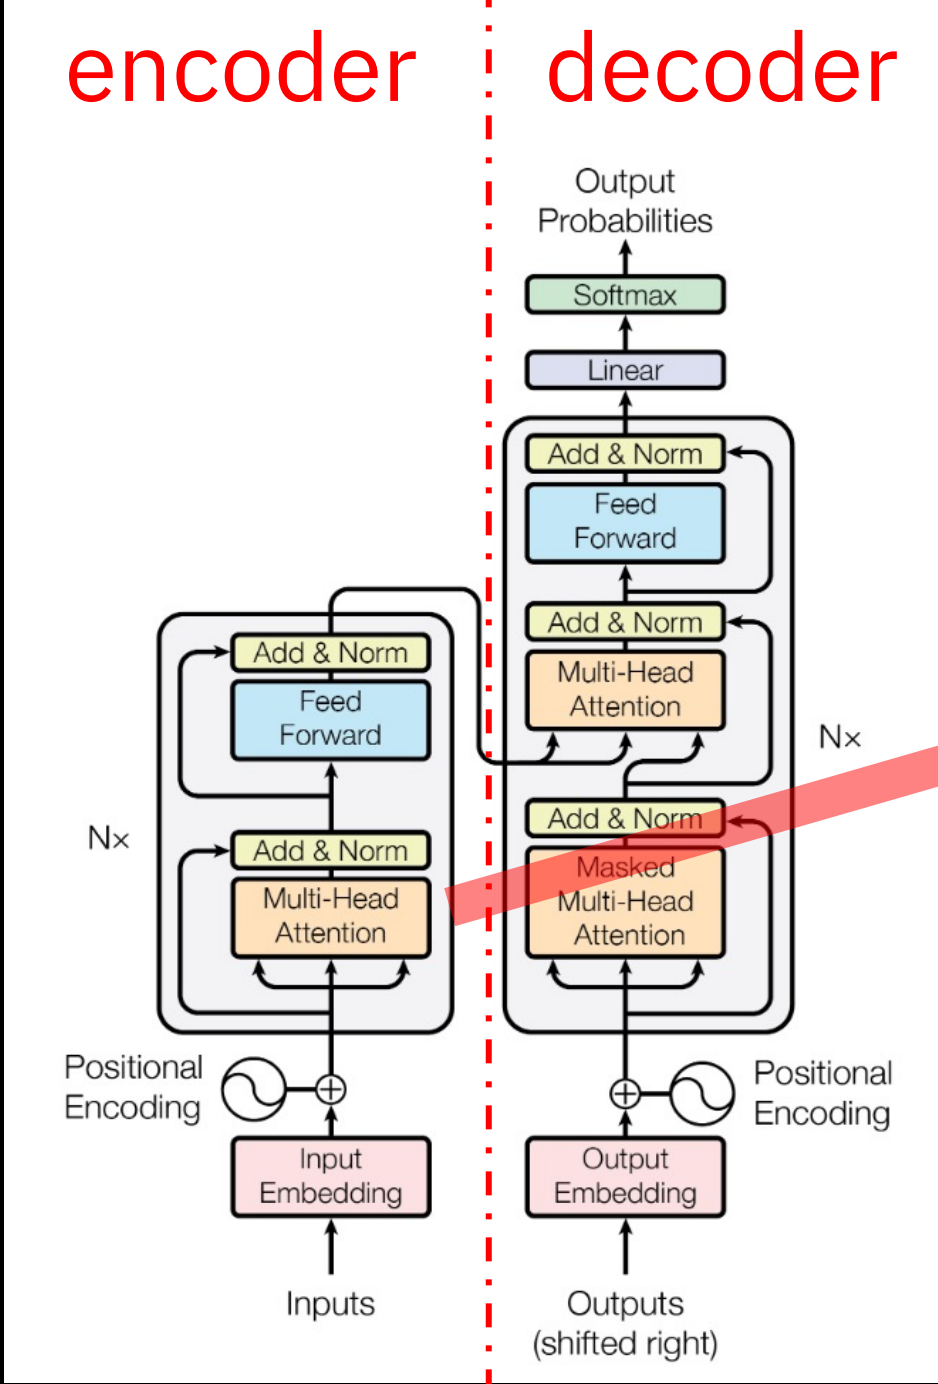 encoder
decoder
Output
Probabilities
Softmax
Linear
Add & Norm
Feed
Forward
Add & Norm
Multi-Head
Attention
Nx
Add & Norm
Masked
Multi-Head
Attention
Positional
Encoding
Output
Embedding
Outputs
(shifted right)
Add & Norm
Feed
Forward
Nx
Add & Norm
Multi-Head
Attention
Positional
Encoding
Input
Embedding
Inputs